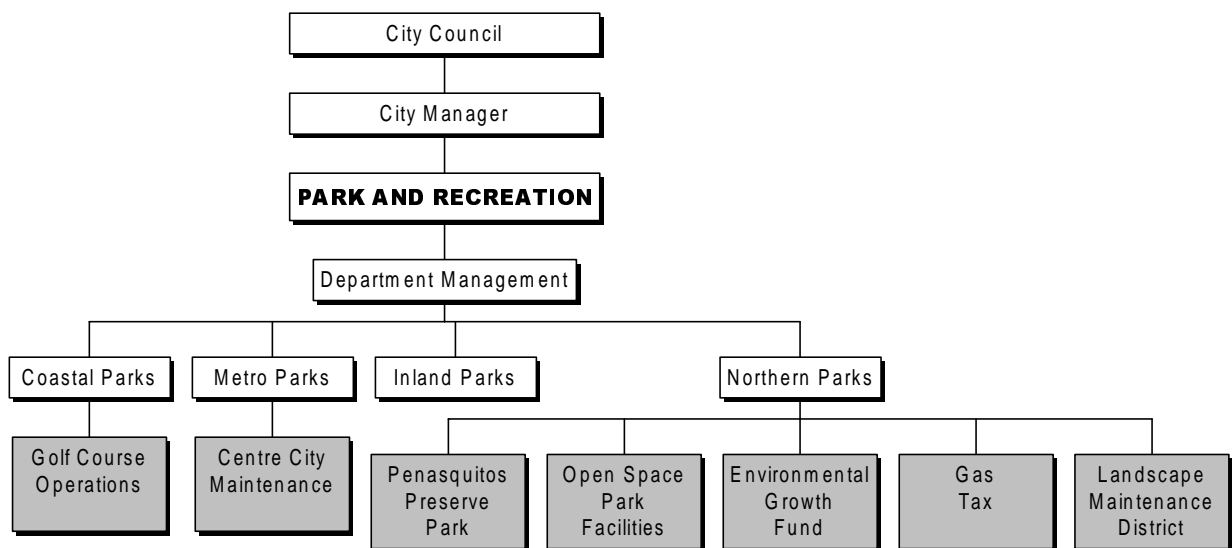 City Council
City Manager
PARK AND RECREATION
Department Management
Coastal Parks
Metro Parks
Inland Parks
Northern Parks
Golf Course
Operations
Centre City
Maintenance
Penasquitos
Preserve
Park
Open Space
Park
Facilities
Environmental
Growth
Fund
Gas
Tax
Landscape
Maintenance
District